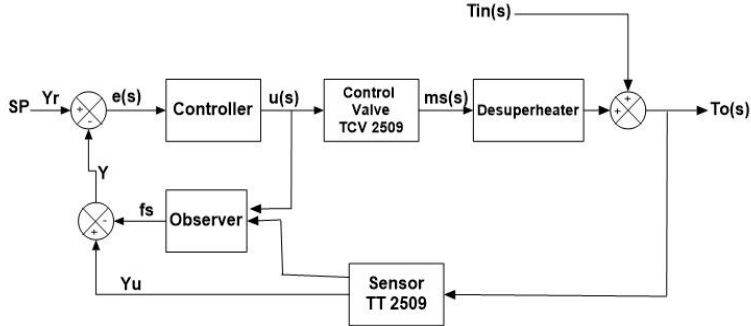 Tin(s)
SP
Yr
+
-
e(s)
Controller
u(s)
Control
Valve
TCV 2509
ms(s)
Desuperheater
+
+
To(s)
Y
-
+
fs
Observer
Yu
Sensor
TT 2509